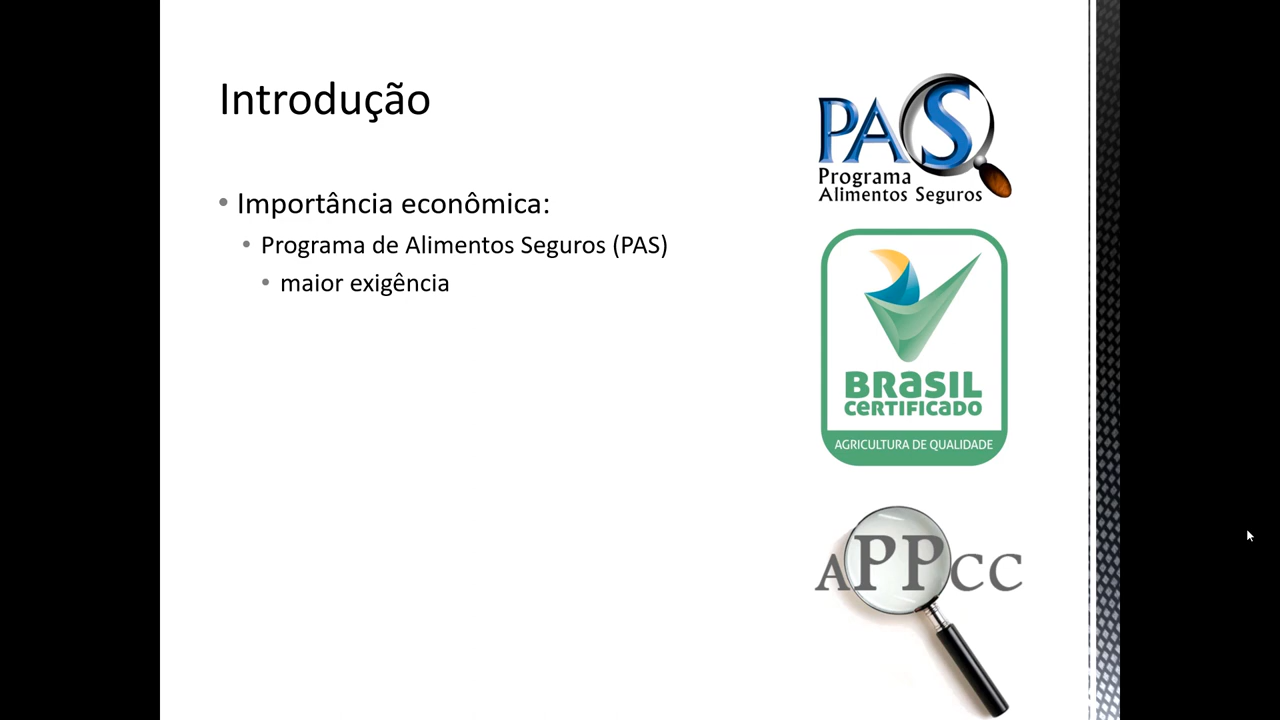 Introdução
• Importância econômica:
• Programa de Alimentos Seguros (PAS)
• maior exigência
PAS
Programa
Alimentos Seguros
BRASIL
CERTIFICADO
AGRICULTURA DE QUALIDADE
APPCC